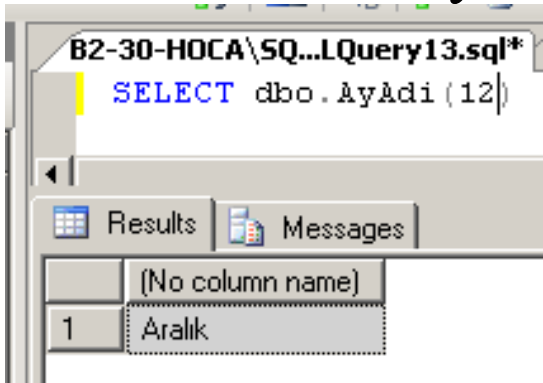 B2-30-HOCA\SQ...LQuery13.sql*
SELECT dbo.AyAdi(12)
Results Messages
(No column name)
1 Aralık